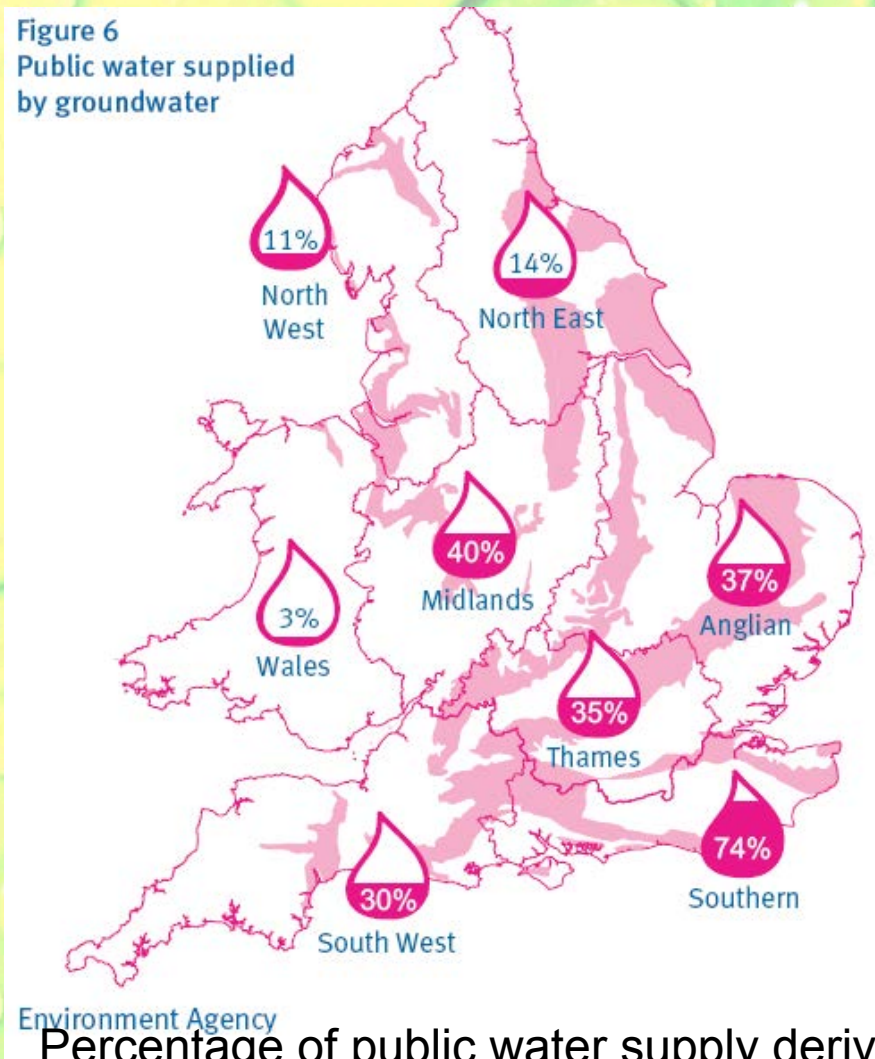 Figure 6
Public water supplied
by groundwater
11%
North
West
14%
North East
40%
Midlands
37%
Anglian
3%
Wales
35%
Thames
74%
Southern
30%
South West
Environment Agency
Percentage of public water supply